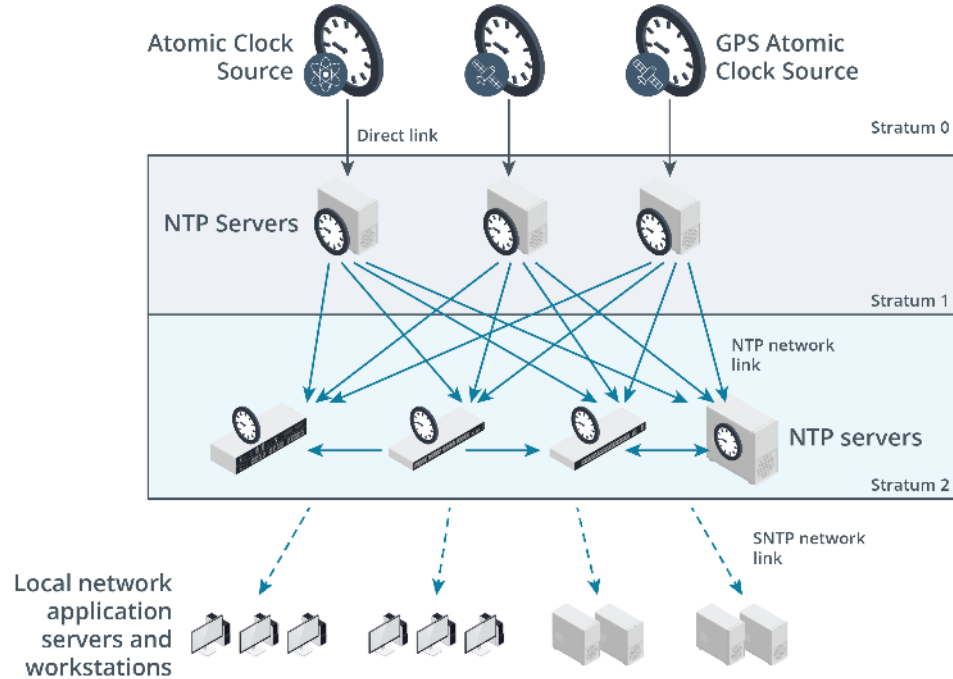 Atomic Clock
Source
GPS Atomic
Clock Source
Direct link
Stratum 0
NTP Servers
Stratum 1
NTP network
link
NTP servers
Stratum 2
SNTP network
link
Local network
application
servers and
workstations